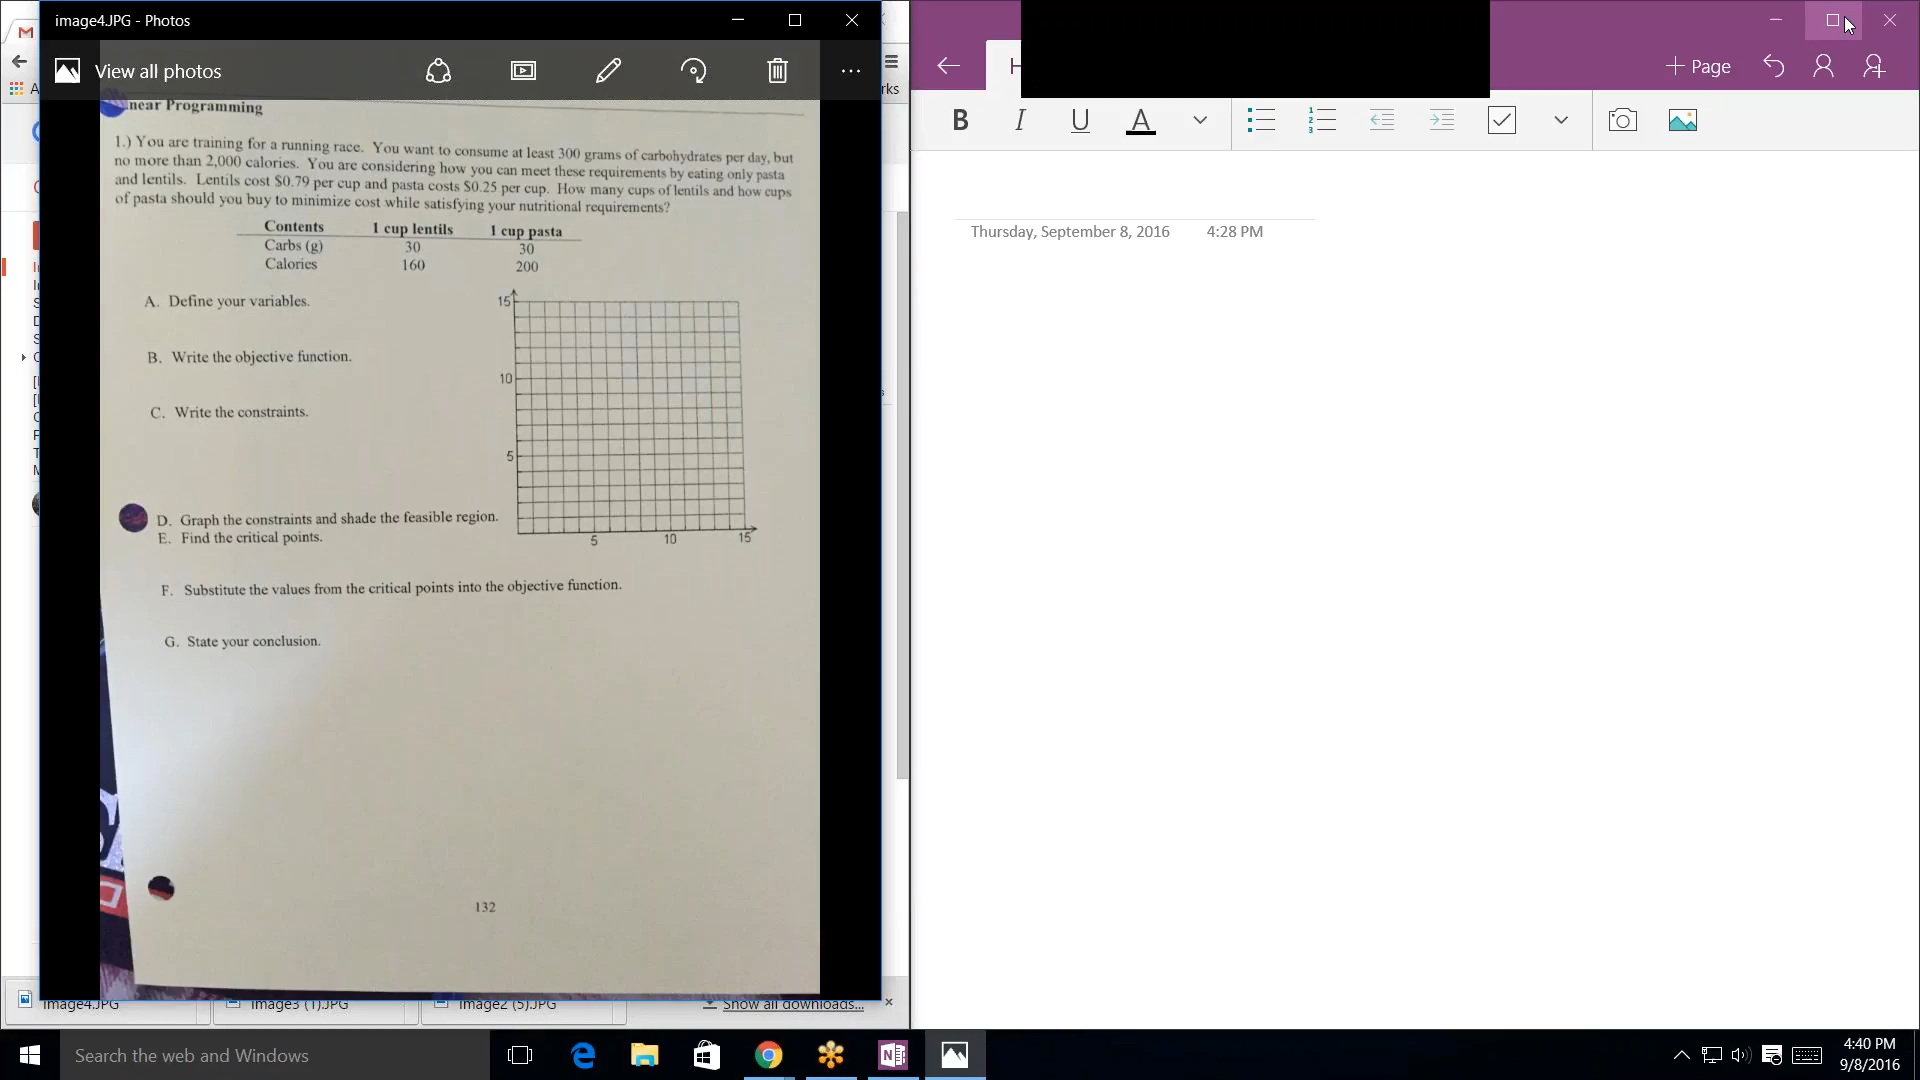 image4.JPG - Photos
View all photos
near Programming
1.) You are training for a running race. You want to consume at least 300 grams of carbohydrates per day, but
no more than 2,000 calories. You are considering how you can meet these requirements by eating only pasta
and lentils. Lentils cost $0.79 per cup and pasta costs $0.25 per cup. How many cups of lentils and how cups
of pasta should you buy to minimize cost while satisfying your nutritional requirements?
Contents 1 cup lentils 1 cup pasta
Carbs (g) 30 30
Calories 160 200
A. Define your variables.
B. Write the objective function.
C. Write the constraints.
15
10
5
5 10 15
D. Graph the constraints and shade the feasible region.
E. Find the critical points.
F. Substitute the values from the critical points into the objective function.
G. State your conclusion.
132
image4.JPG
image3 (1).JPG
image2 (5).JPG
Show all downloads...
rks
H
Page
B I U A
Thursday, September 8, 2016 4:28 PM
Search the web and Windows
4:40 PM
9/8/2016